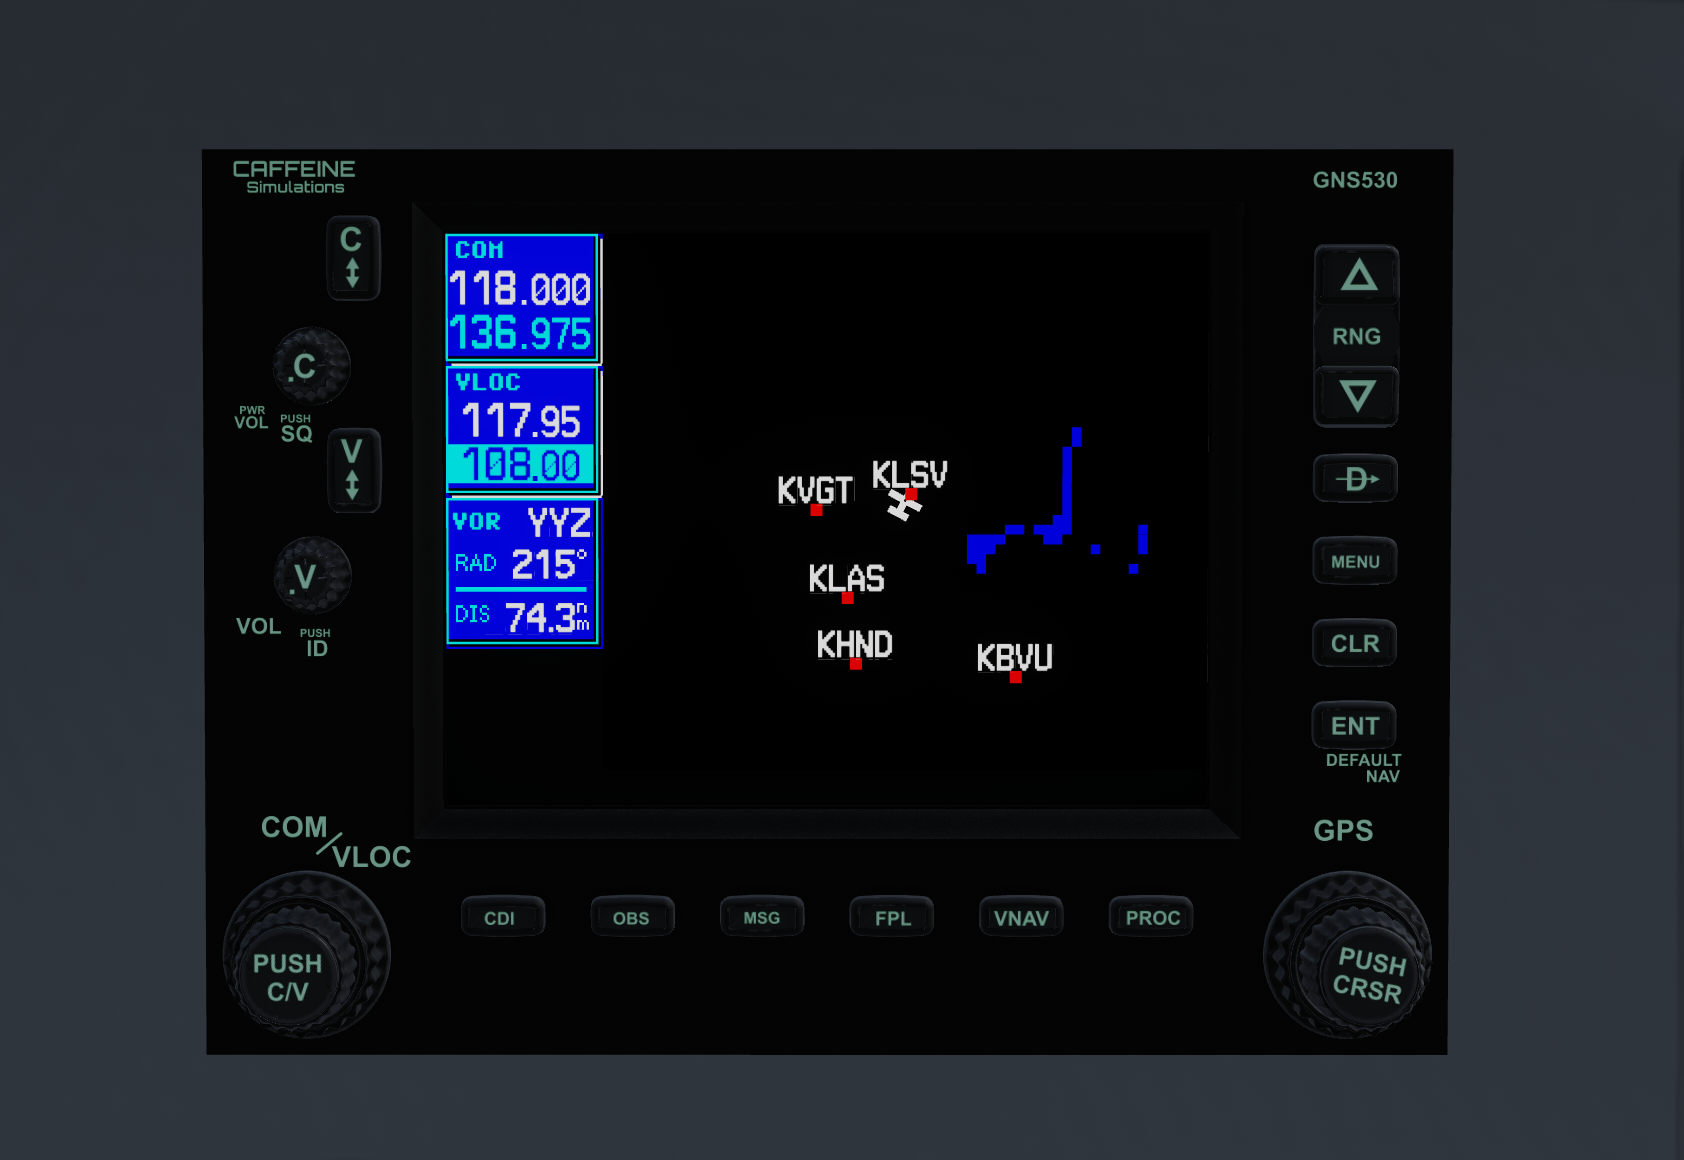 CAFFEINE
Simulations
GNS530
C
.C
PWR
VOL
PUSH
SQ
V
.V
VOL
PUSH
ID
COM
118.000
136.975
VLOC
117.95
108.00
VOR YYZ
RAD 215°
DIS 74.3nm
KVGT
KLSV
KLAS
KHND
KBVU
RNG
D
MENU
CLR
ENT
DEFAULT
NAV
COM/VLOC
PUSH
C/V
CDI
OBS
MSG
FPL
VNAV
PROC
GPS
PUSH
CRSR